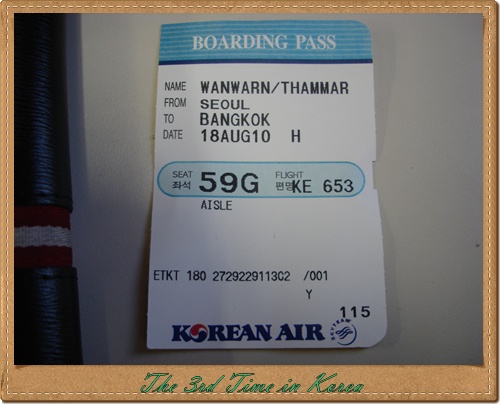 BOARDING PASS
NAME WANWARN/THAMMAR
FROM SEOUL
TO BANGKOK
DATE 18AUG10 H
SEAT 좌석 59G FLIGHT 편명 KE 653
AISLE
ETKT 180 2729229113C2 /001
Y
115
KOREAN AIR
SKYTEAM
The 3rd Time in Korea